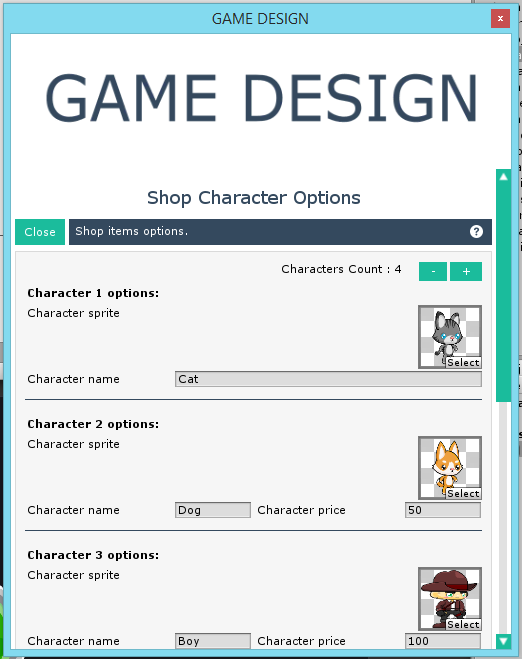 GAME DESIGN
x
GAME DESIGN
Shop Character Options
Close Shop items options. ?
Characters Count : 4 - +
Character 1 options:
Character sprite
Select
Character name Cat
Character 2 options:
Character sprite
Select
Character name Dog Character price 50
Character 3 options:
Character sprite
Select
Character name Boy Character price 100